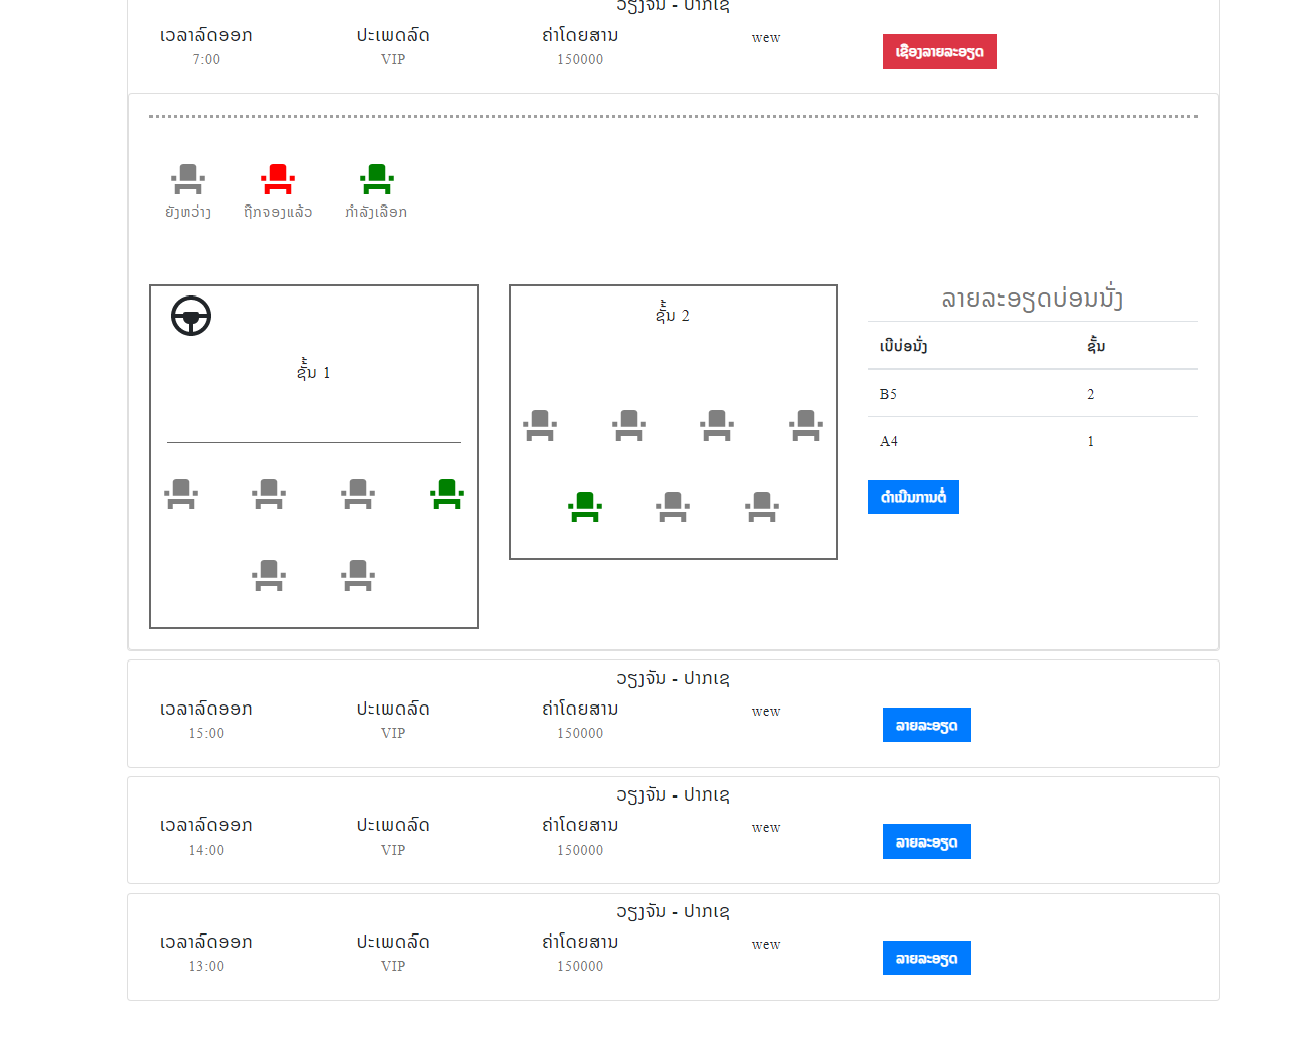 ວຽງຈັນ - ປາກເຊ
ເວລາລົດອອກ ປະເພດລົດ ຄ່າໂດຍສານ wew ເຊື່ອງລາຍລະອຽດ
7:00 VIP 150000
ຍັງຫວ່າງ ຖືກຈອງແລ້ວ ກຳລັງເລືອກ
ລາຍລະອຽດບ່ອນນັ່ງ
ຊັ້ນ 2
ເບີບ່ອນັ່ງ ຊັ້ນ
ຊັ້ນ 1
B5 2
A4 1
ດຳເນີນການຕໍ່
ວຽງຈັນ - ປາກເຊ
ເວລາລົດອອກ ປະເພດລົດ ຄ່າໂດຍສານ wew ລາຍລະອຽດ
15:00 VIP 150000
ວຽງຈັນ - ປາກເຊ
ເວລາລົດອອກ ປະເພດລົດ ຄ່າໂດຍສານ wew ລາຍລະອຽດ
14:00 VIP 150000
ວຽງຈັນ - ປາກເຊ
ເວລາລົດອອກ ປະເພດລົດ ຄ່າໂດຍສານ wew ລາຍລະອຽດ
13:00 VIP 150000